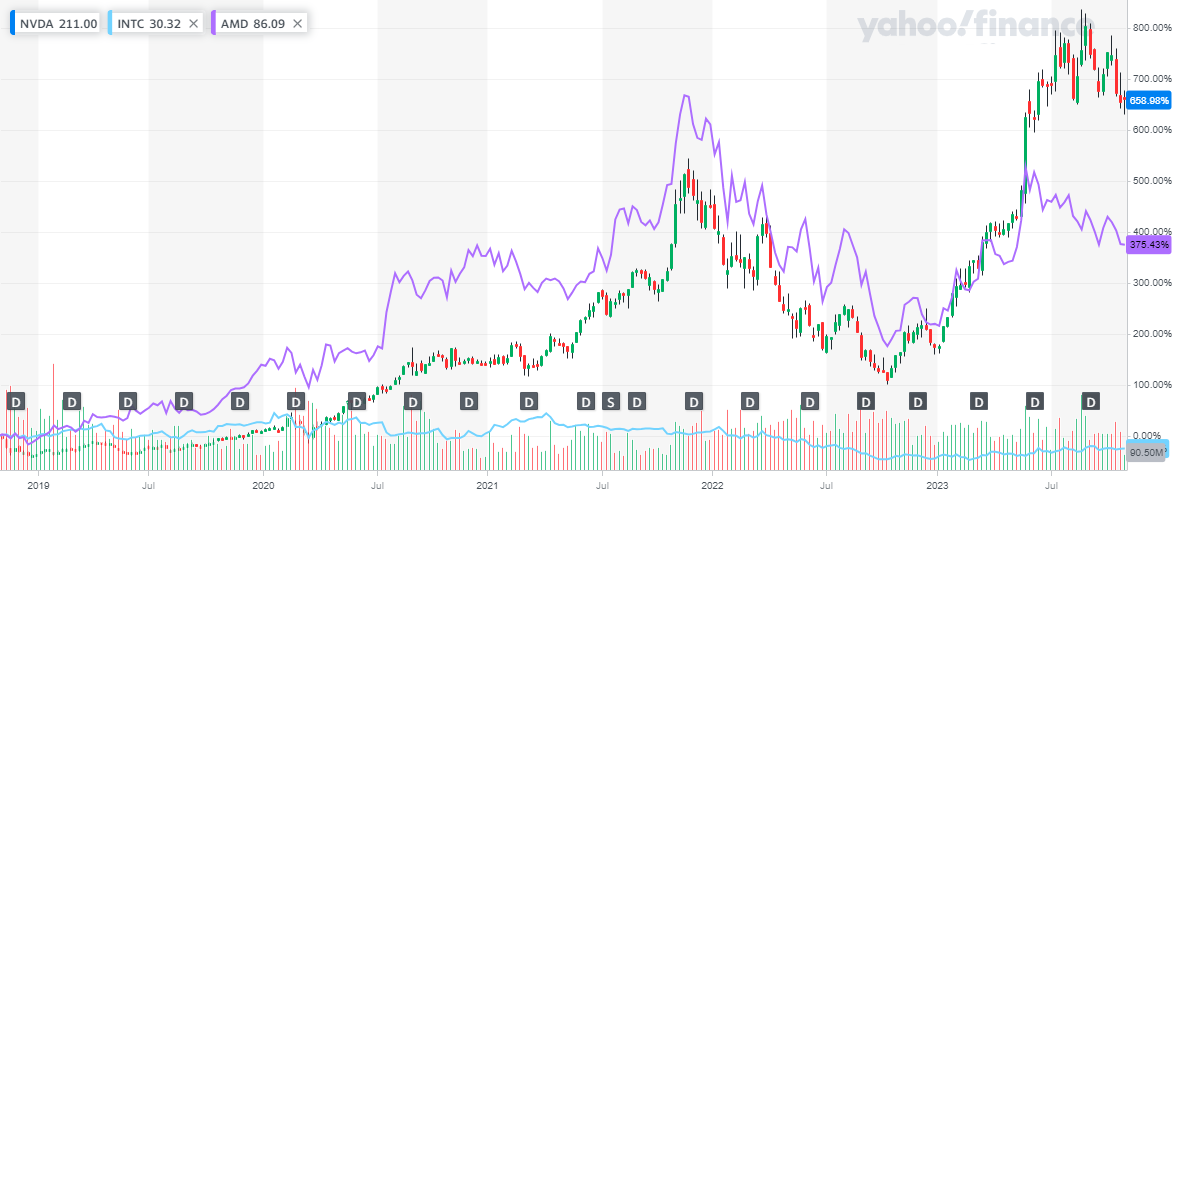 NVDA 211.00 INTC 30.32 × AMD 86.09 ×
yahoo!finance
800.00%
700.00%
658.98%
600.00%
500.00%
400.00%
375.43%
300.00%
200.00%
100.00%
D D D D D D D D D D D S D D D D D D D D D
0.00%
90.50M
2019 Jul 2020 Jul 2021 Jul 2022 Jul 2023 Jul